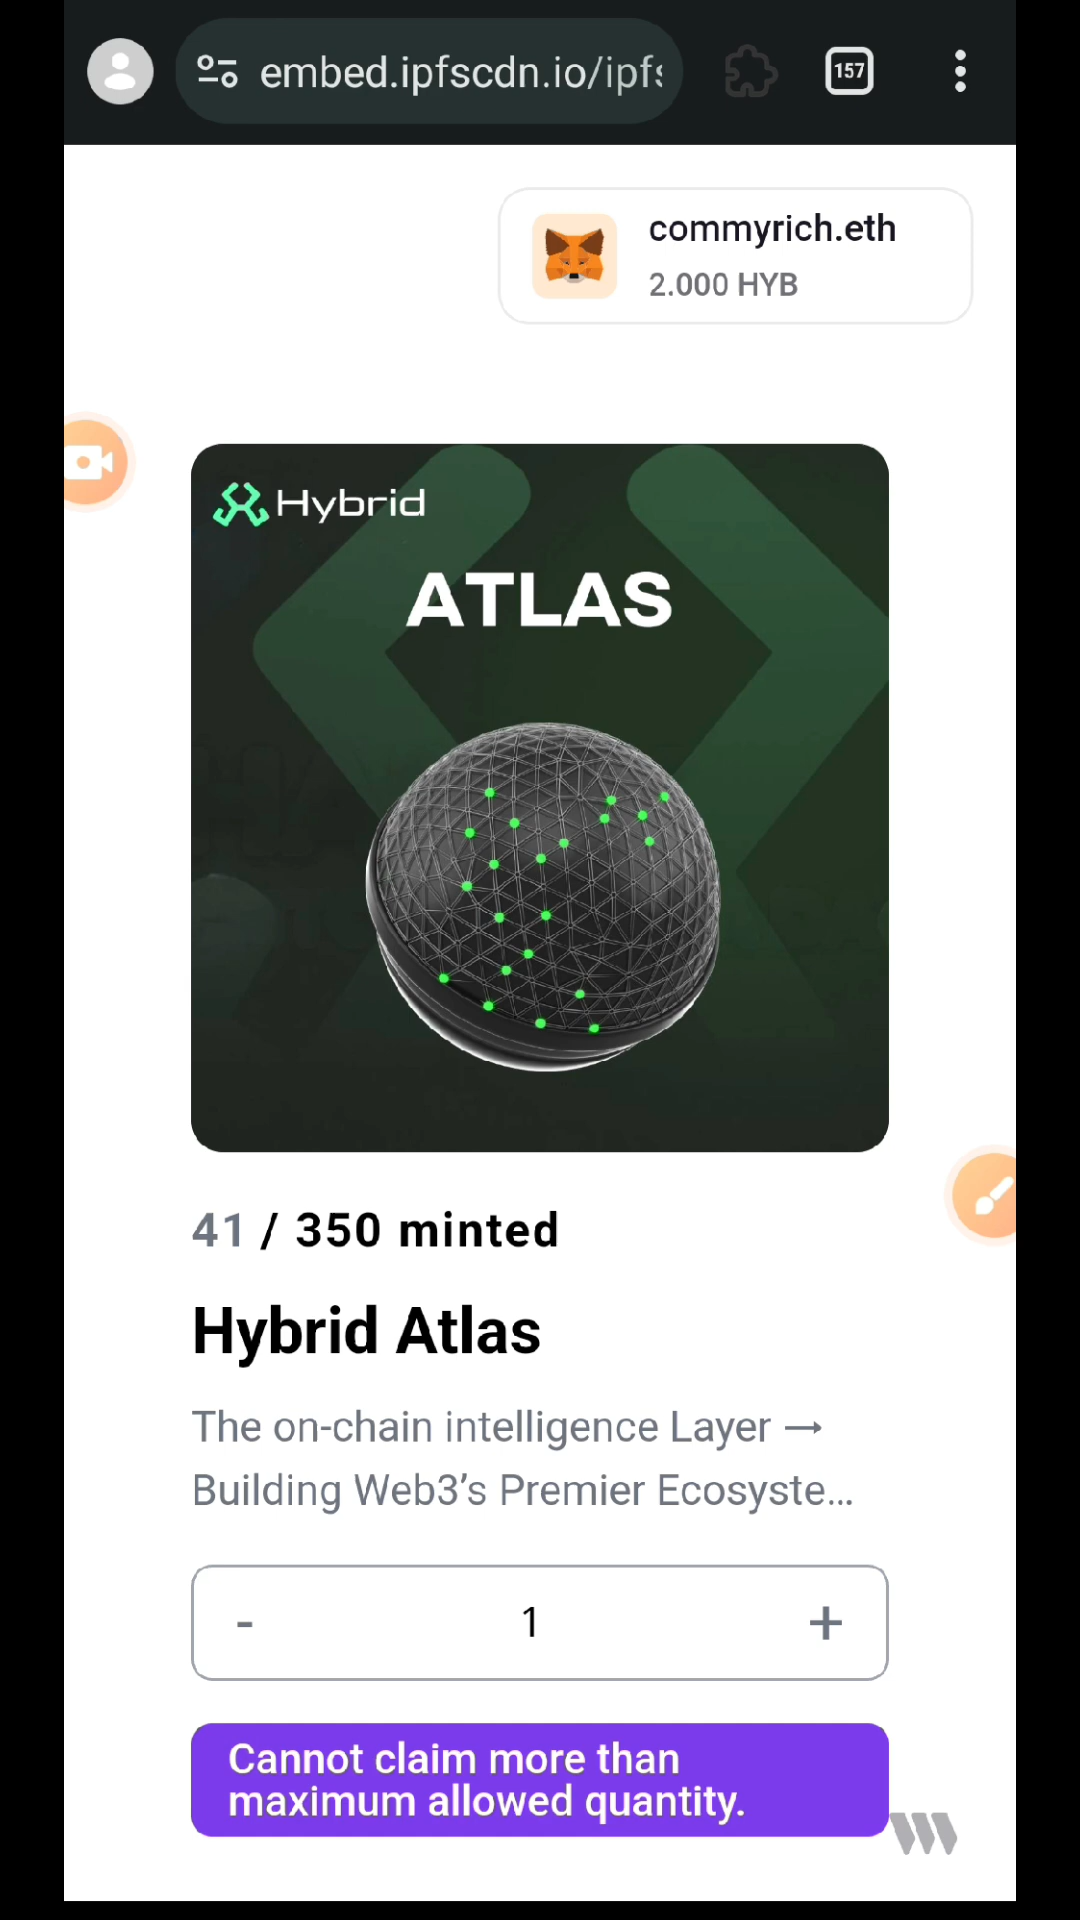 embed.ipfscdn.io/ipfs
157
commyrich.eth
2.000 HYB
Hybrid
ATLAS
41 / 350 minted
Hybrid Atlas
The on-chain intelligence Layer →
Building Web3’s Premier Ecosyste...
- 1 +
Cannot claim more than
maximum allowed quantity.